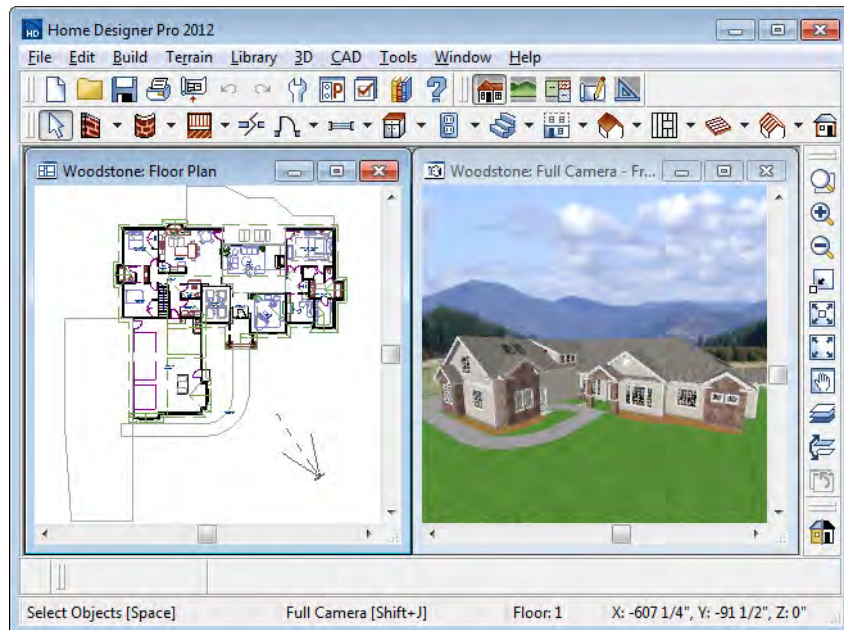 HD Home Designer Pro 2012
File Edit Build Terrain Library 3D CAD Tools Window Help
Woodstone: Floor Plan
Woodstone: Full Camera - Fr...
Select Objects [Space] Full Camera [Shift+J] Floor: 1 X: -607 1/4", Y: -91 1/2", Z: 0"